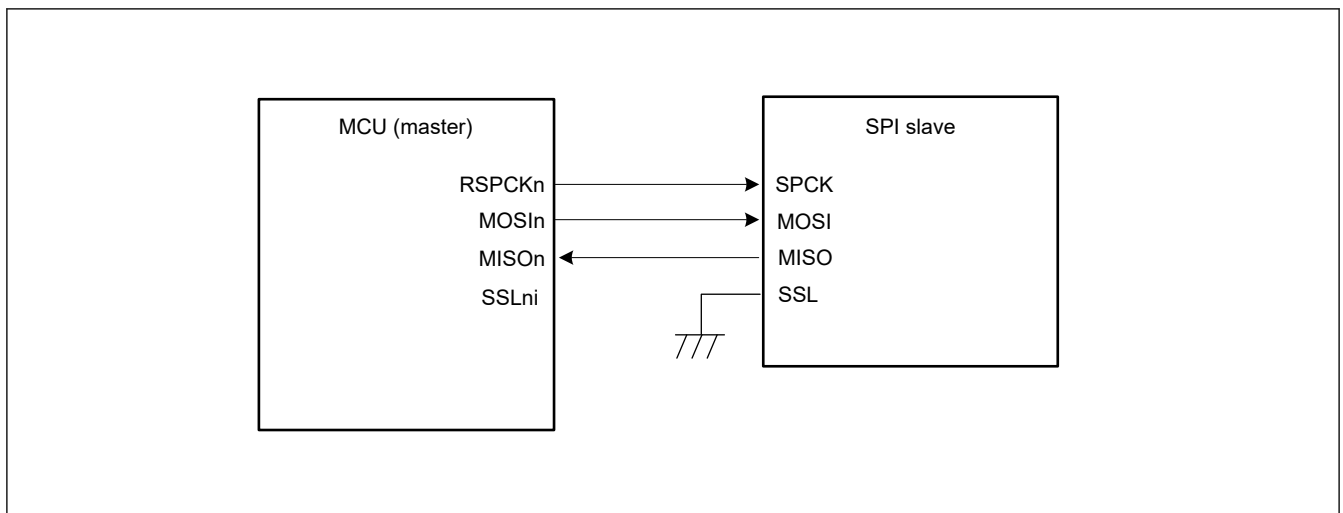 MCU (master)
RSPCKn
MOSIn
MISOn
SSLni
SPI slave
SPCK
MOSI
MISO
SSL